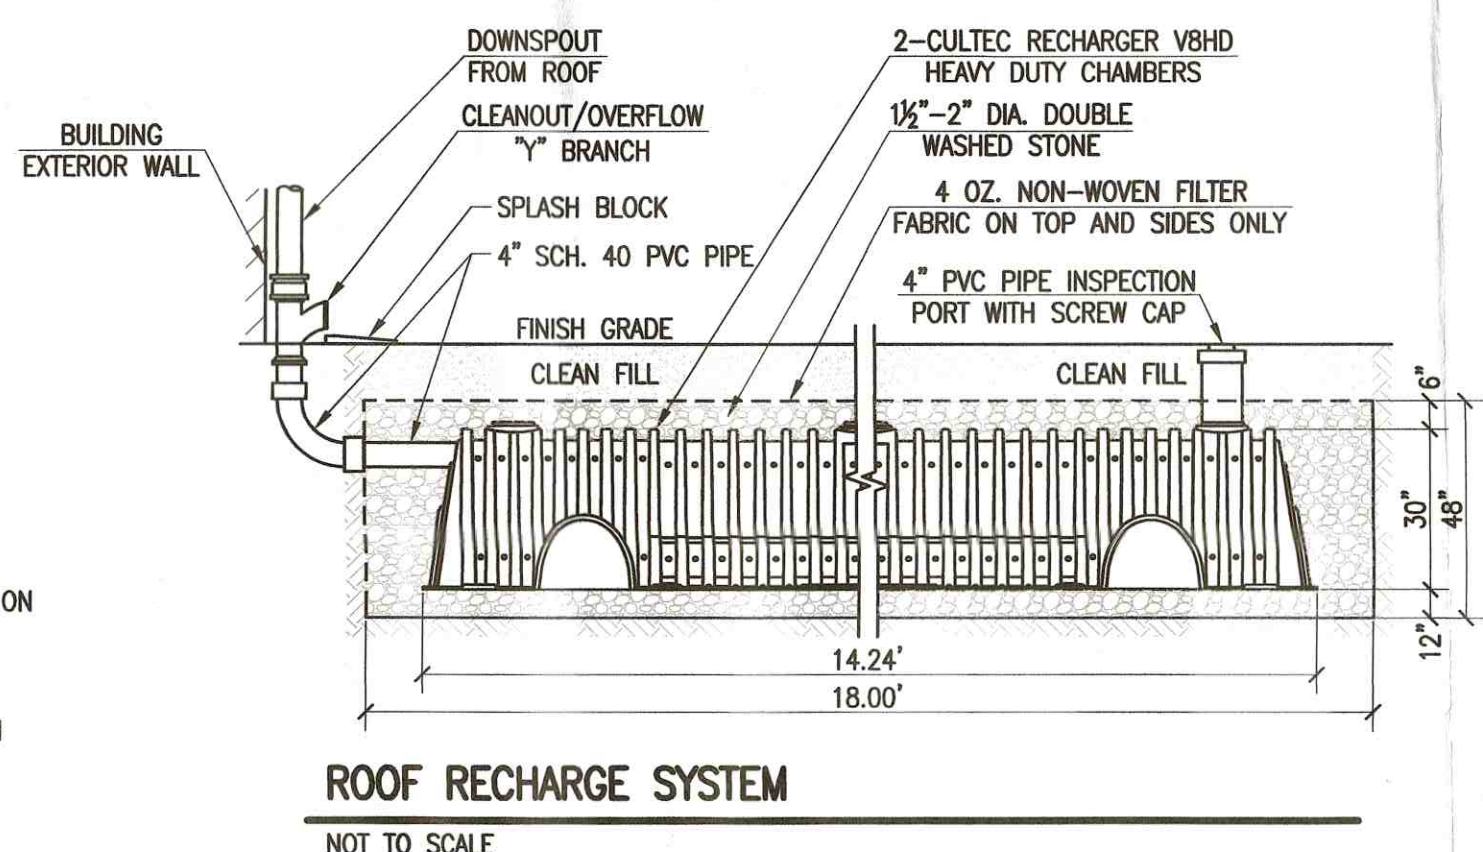 DOWNSPOUT
FROM ROOF
2-CULTEC RECHARGER V8HD
HEAVY DUTY CHAMBERS
CLEANOUT/OVERFLOW
"Y" BRANCH
1½"-2" DIA. DOUBLE
WASHED STONE
BUILDING
EXTERIOR WALL
SPLASH BLOCK
4 OZ. NON-WOVEN FILTER
FABRIC ON TOP AND SIDES ONLY
4" SCH. 40 PVC PIPE
4" PVC PIPE INSPECTION
PORT WITH SCREW CAP
FINISH GRADE
CLEAN FILL
CLEAN FILL
6"
30"
48"
12"
ON
14.24'
18.00'
ROOF RECHARGE SYSTEM
NOT TO SCALE